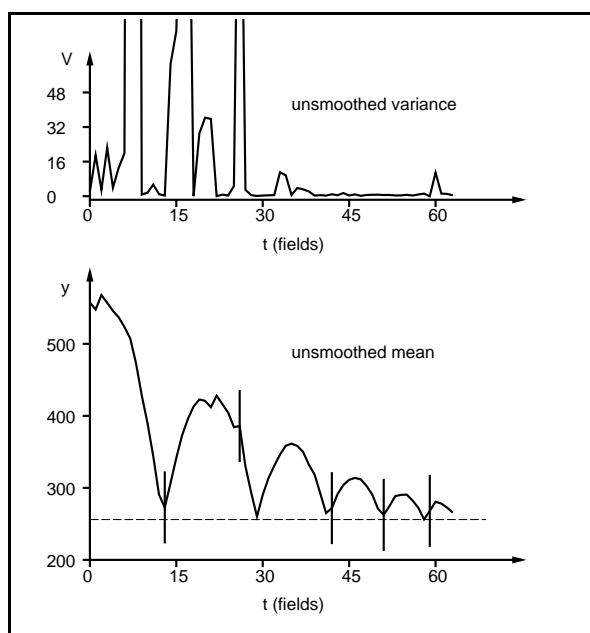 V
48
unsmoothed variance
32
16
0
0 15 30 45 60
t (fields)
y
500
unsmoothed mean
400
300
200
0 15 30 45 60
t (fields)